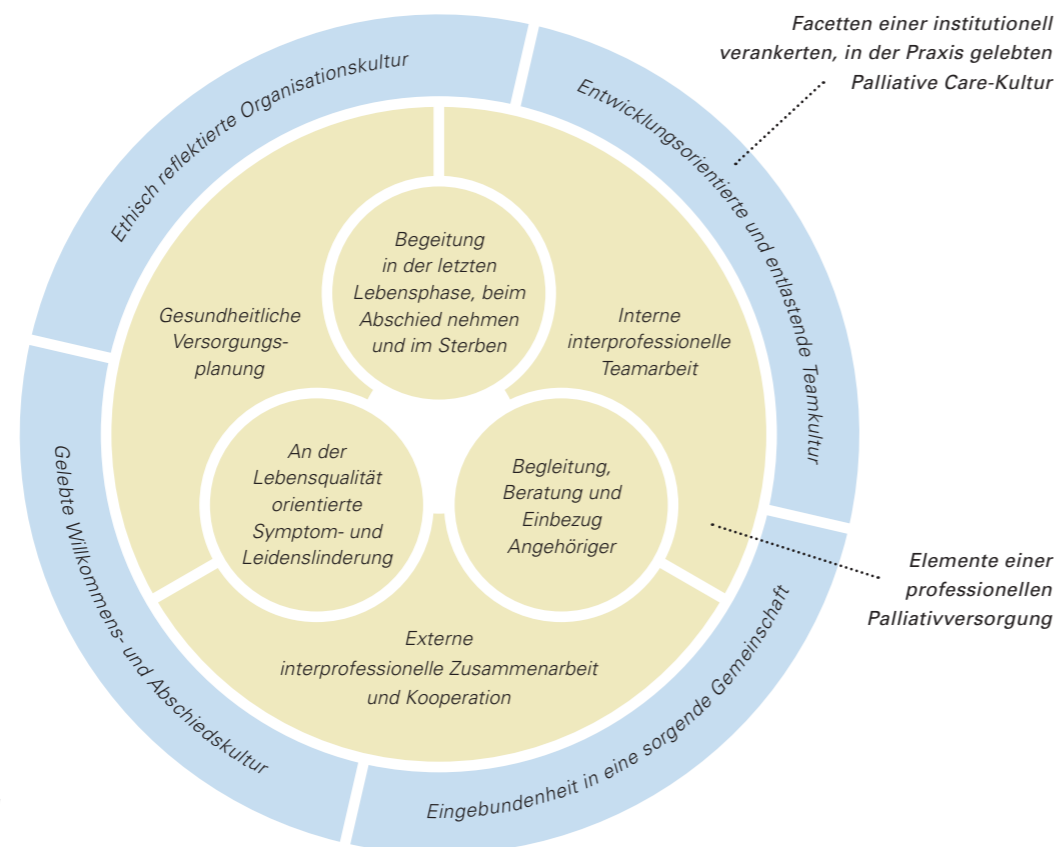 Facetten einer institutionell
verankerten, in der Praxis gelebten
Palliative Care-Kultur
Ethisch reflektierte Organisationskultur
Entwicklungsorientierte und entlastende Teamkultur
Begeitung
in der letzten
Lebensphase, beim
Abschied nehmen
und im Sterben
Gesundheitliche
Versorgungs-
planung
Interne
interprofessionelle
Teamarbeit
An der
Lebensqualität
orientierte
Symptom- und
Leidenslinderung
Begleitung,
Beratung und
Einbezug
Angehöriger
Gelebte Willkommens- und Abschiedskultur
Elemente einer
professionellen
Palliativversorgung
Externe
interprofessionelle Zusammenarbeit
und Kooperation
Eingebundenheit in eine sorgende Gemeinschaft